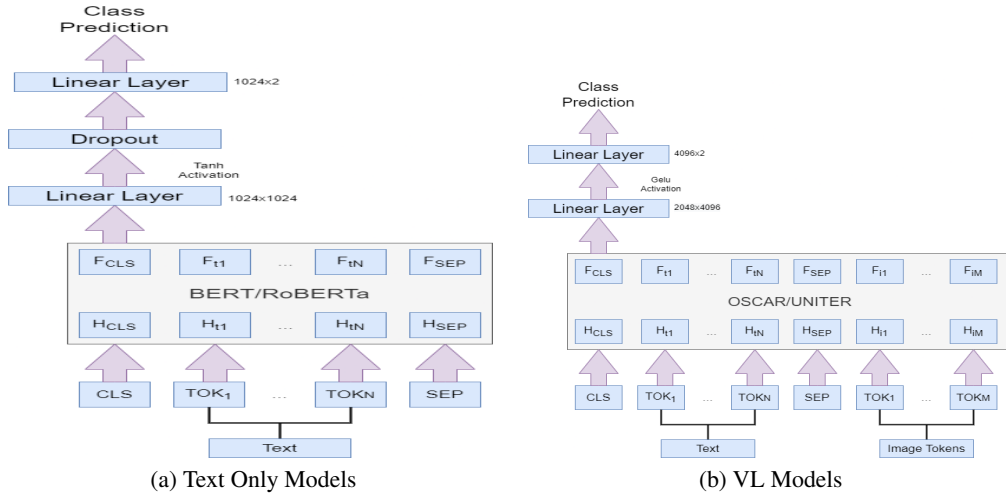 Class
Prediction
Linear Layer 1024x2
Dropout
Tanh
Activation
Linear Layer 1024x1024
FCLS Ft1 ... FtN FSEP
BERT/RoBERTa
HCLS Ht1 ... HtN HSEP
CLS TOK1 ... TOKN SEP
Text
(a) Text Only Models
Class
Prediction
Linear Layer 4096x2
Gelu
Activation
Linear Layer 2048x4096
FCLS Ft1 ... FtN FSEP Fi1 ... FiM
OSCAR/UNITER
HCLS Ht1 ... HtN HSEP Hi1 ... HiM
CLS TOK1 ... TOKN SEP TOK1 ... TOKM
Text Image Tokens
(b) VL Models